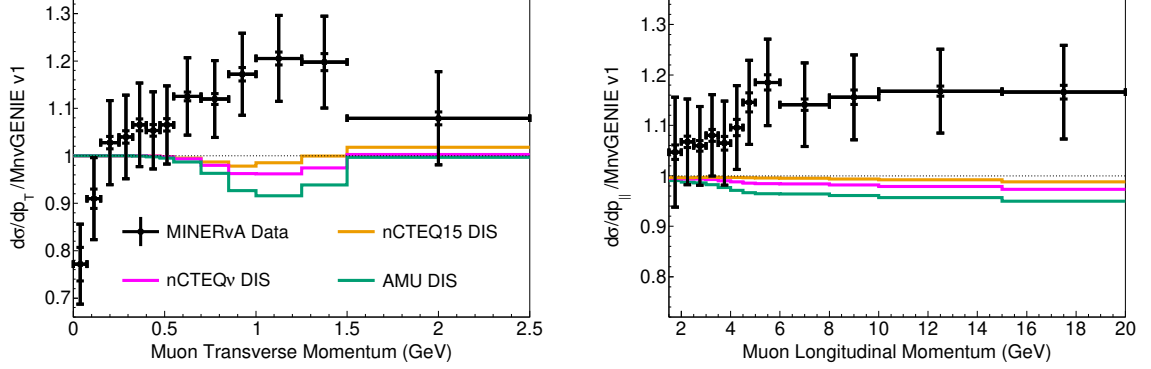 dσ/dp_T /MnvGENIE v1
1.3
1.2
1.1
1
0.9
0.8
0.7
MINERvA Data
nCTEQ15 DIS
nCTEQν DIS
AMU DIS
0 0.5 1 1.5 2 2.5
Muon Transverse Momentum (GeV)
dσ/dp_∥ /MnvGENIE v1
1.3
1.2
1.1
1
0.9
0.8
2 4 6 8 10 12 14 16 18 20
Muon Longitudinal Momentum (GeV)